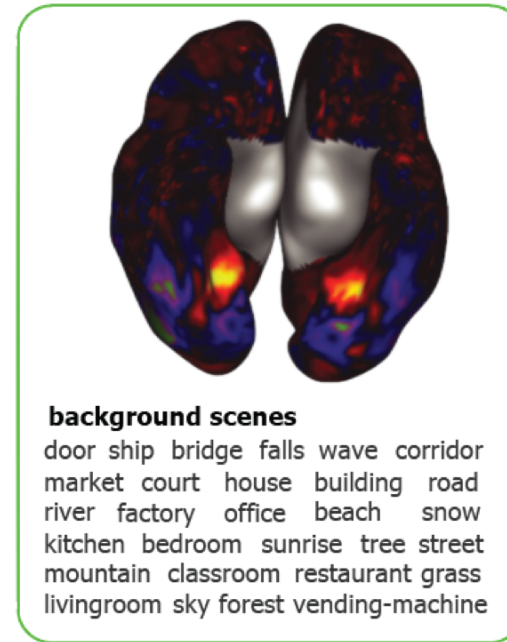 background scenes
door ship bridge falls wave corridor
market court house building road
river factory office beach snow
kitchen bedroom sunrise tree street
mountain classroom restaurant grass
livingroom sky forest vending-machine